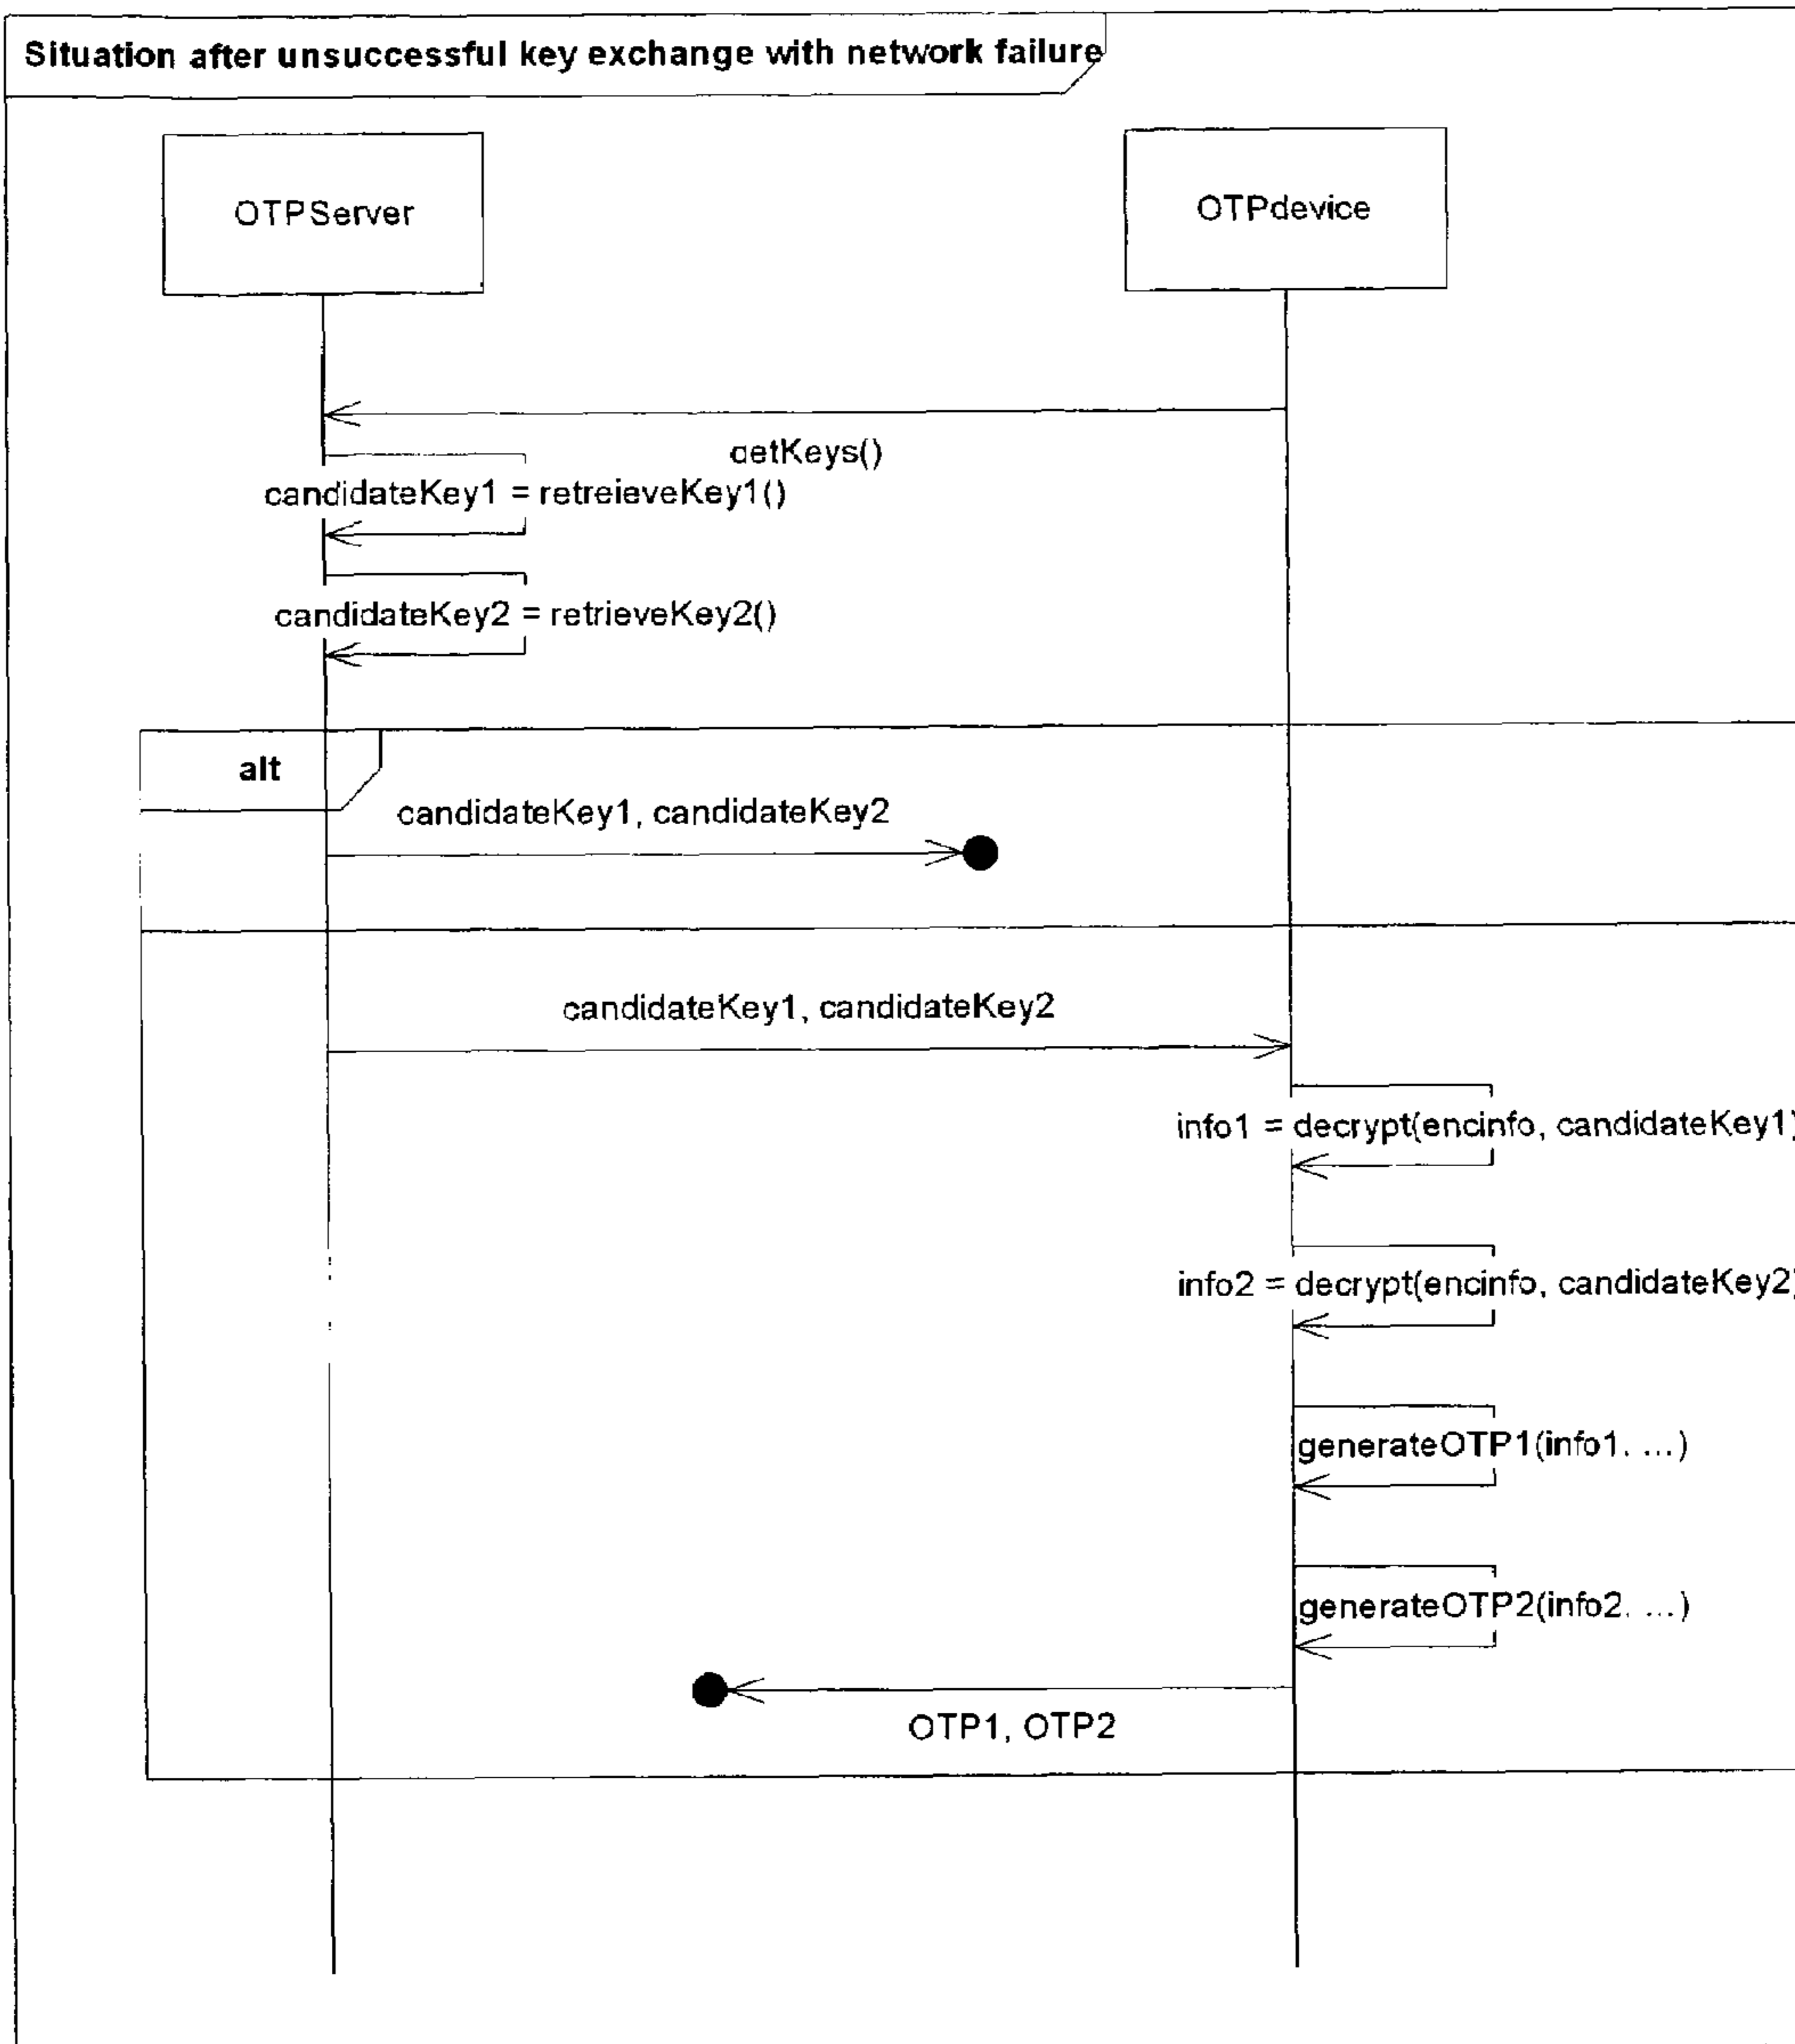 Situation after unsuccessful key exchange with network failure
OTPServer
OTPdevice
getKeys()
candidateKey1 = retreieveKey1()
candidateKey2 = retrieveKey2()
alt
candidateKey1, candidateKey2
candidateKey1, candidateKey2
info1 = decrypt(encinfo, candidateKey1)
info2 = decrypt(encinfo, candidateKey2)
generateOTP1(info1, ...)
generateOTP2(info2, ...)
OTP1, OTP2